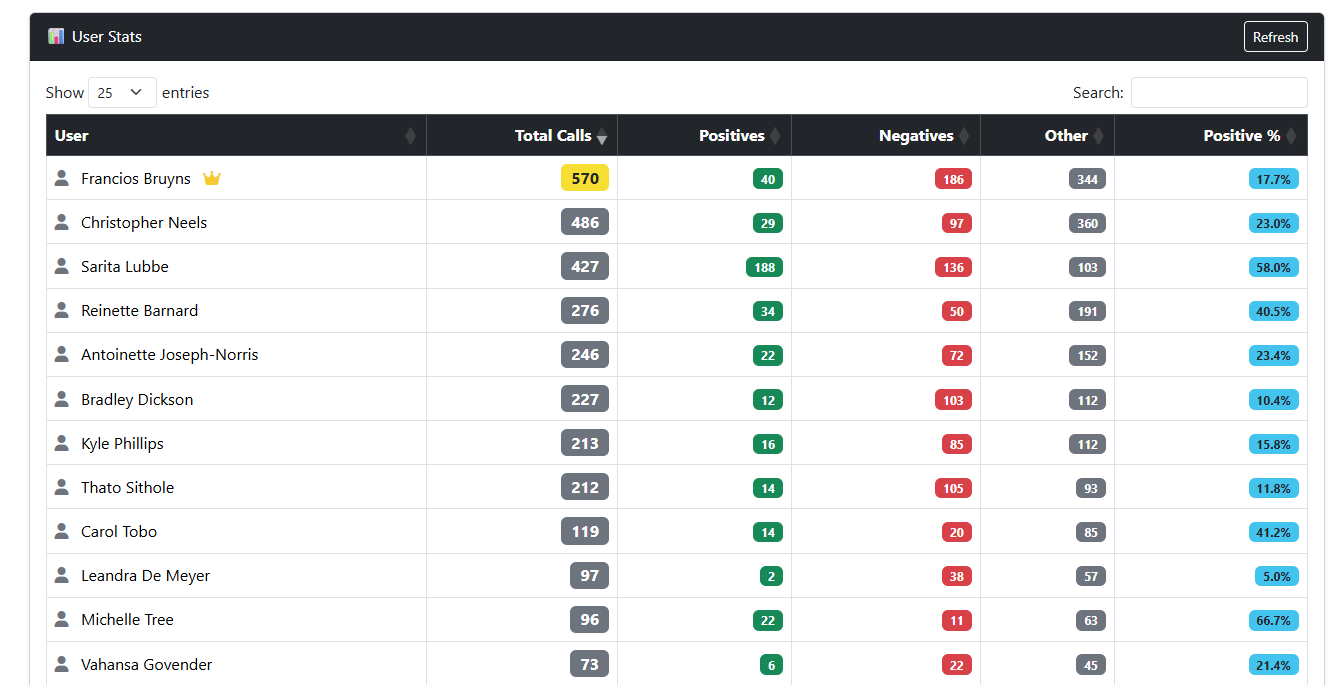 User Stats Refresh
Show 25 entries Search:
User Total Calls Positives Negatives Other Positive %
Francios Bruyns 570 40 186 344 17.7%
Christopher Neels 486 29 97 360 23.0%
Sarita Lubbe 427 188 136 103 58.0%
Reinette Barnard 276 34 50 191 40.5%
Antoinette Joseph-Norris 246 22 72 152 23.4%
Bradley Dickson 227 12 103 112 10.4%
Kyle Phillips 213 16 85 112 15.8%
Thato Sithole 212 14 105 93 11.8%
Carol Tobo 119 14 20 85 41.2%
Leandra De Meyer 97 2 38 57 5.0%
Michelle Tree 96 22 11 63 66.7%
Vahansa Govender 73 6 22 45 21.4%